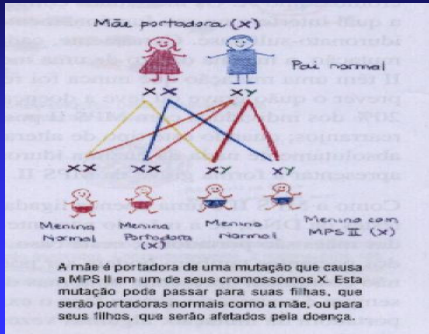 Mãe portadora (X)
Pai normal
XX XY
XX XX XY XY
Menina Normal
Menina Portadora (X)
Menino Normal
Menino com MPS II (X)
A mãe é portadora de uma mutação que causa
a MPS II em um de seus cromossomos X. Esta
mutação pode passar para suas filhas, que
serão portadoras normais como a mãe, ou para
seus filhos, que serão afetados pela doença.